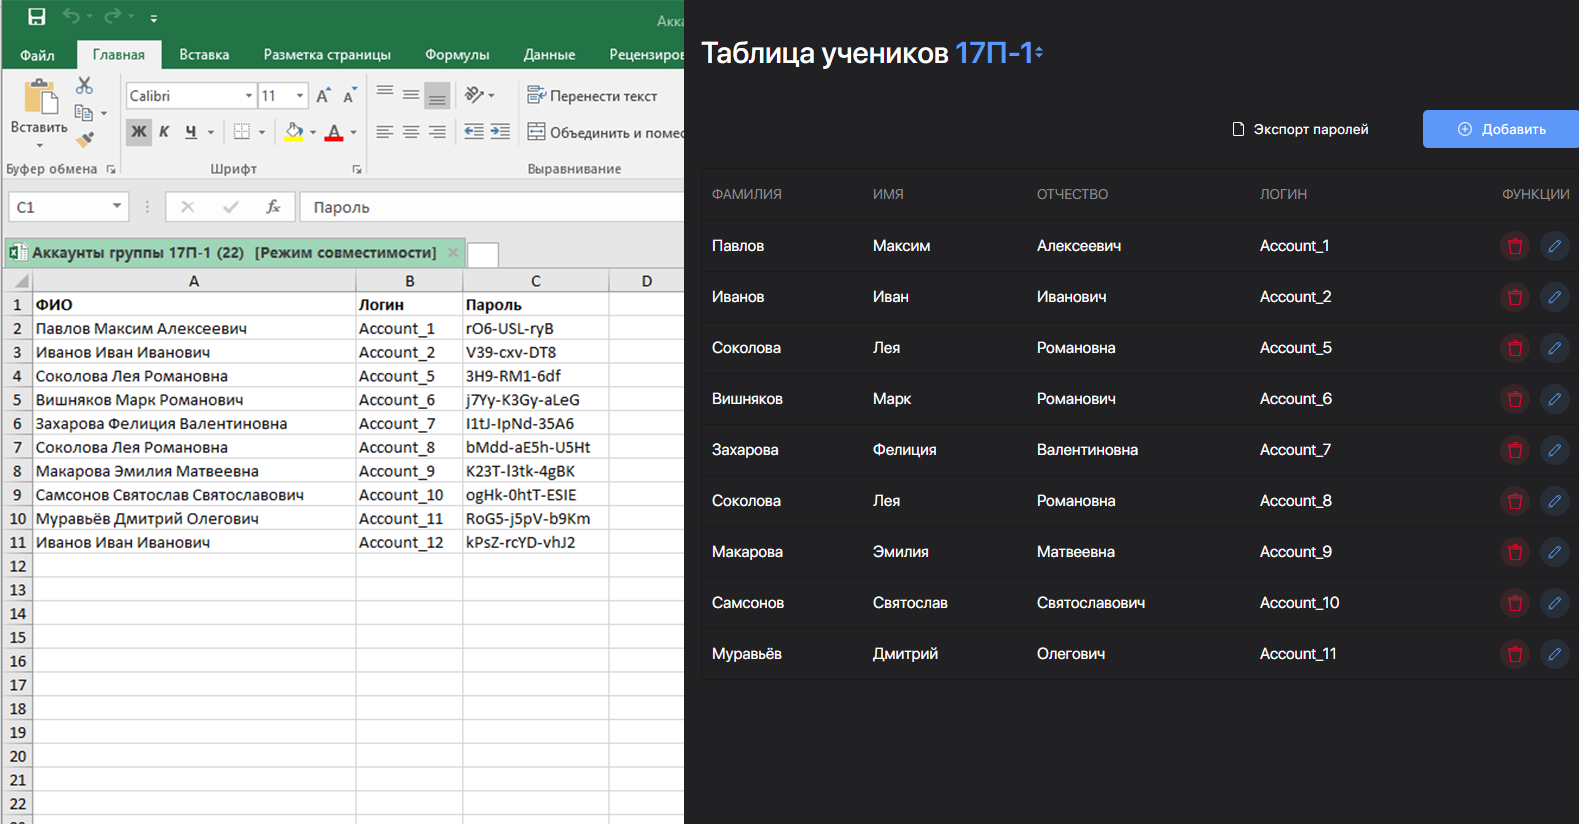 Акка
Файл Главная Вставка Разметка страницы Формулы Данные Рецензиров
Вставить
Calibri 11
Перенести текст
Ж К Ч
Объединить и помес
Буфер обмена Шрифт Выравнивание
C1 fx Пароль
Аккаунты группы 17П-1 (22) [Режим совместимости]
A B C D
1 ФИО Логин Пароль
2 Павлов Максим Алексеевич Account_1 rO6-USL-ryB
3 Иванов Иван Иванович Account_2 V39-cxv-DT8
4 Соколова Лея Романовна Account_5 3H9-RM1-6df
5 Вишняков Марк Романович Account_6 j7Yy-K3Gy-aLeG
6 Захарова Фелиция Валентиновна Account_7 I1tJ-IpNd-35A6
7 Соколова Лея Романовна Account_8 bMdd-aE5h-U5Ht
8 Макарова Эмилия Матвеевна Account_9 K23T-I3tk-4gBK
9 Самсонов Святослав Святославович Account_10 ogHk-0htT-ESIE
10 Муравьёв Дмитрий Олегович Account_11 RoG5-j5pV-b9Km
11 Иванов Иван Иванович Account_12 kPsZ-rcYD-vhJ2
12
13
14
15
16
17
18
19
20
21
22
Таблица учеников 17П-1
Экспорт паролей Добавить
ФАМИЛИЯ ИМЯ ОТЧЕСТВО ЛОГИН ФУНКЦИИ
Павлов Максим Алексеевич Account_1
Иванов Иван Иванович Account_2
Соколова Лея Романовна Account_5
Вишняков Марк Романович Account_6
Захарова Фелиция Валентиновна Account_7
Соколова Лея Романовна Account_8
Макарова Эмилия Матвеевна Account_9
Самсонов Святослав Святославович Account_10
Муравьёв Дмитрий Олегович Account_11